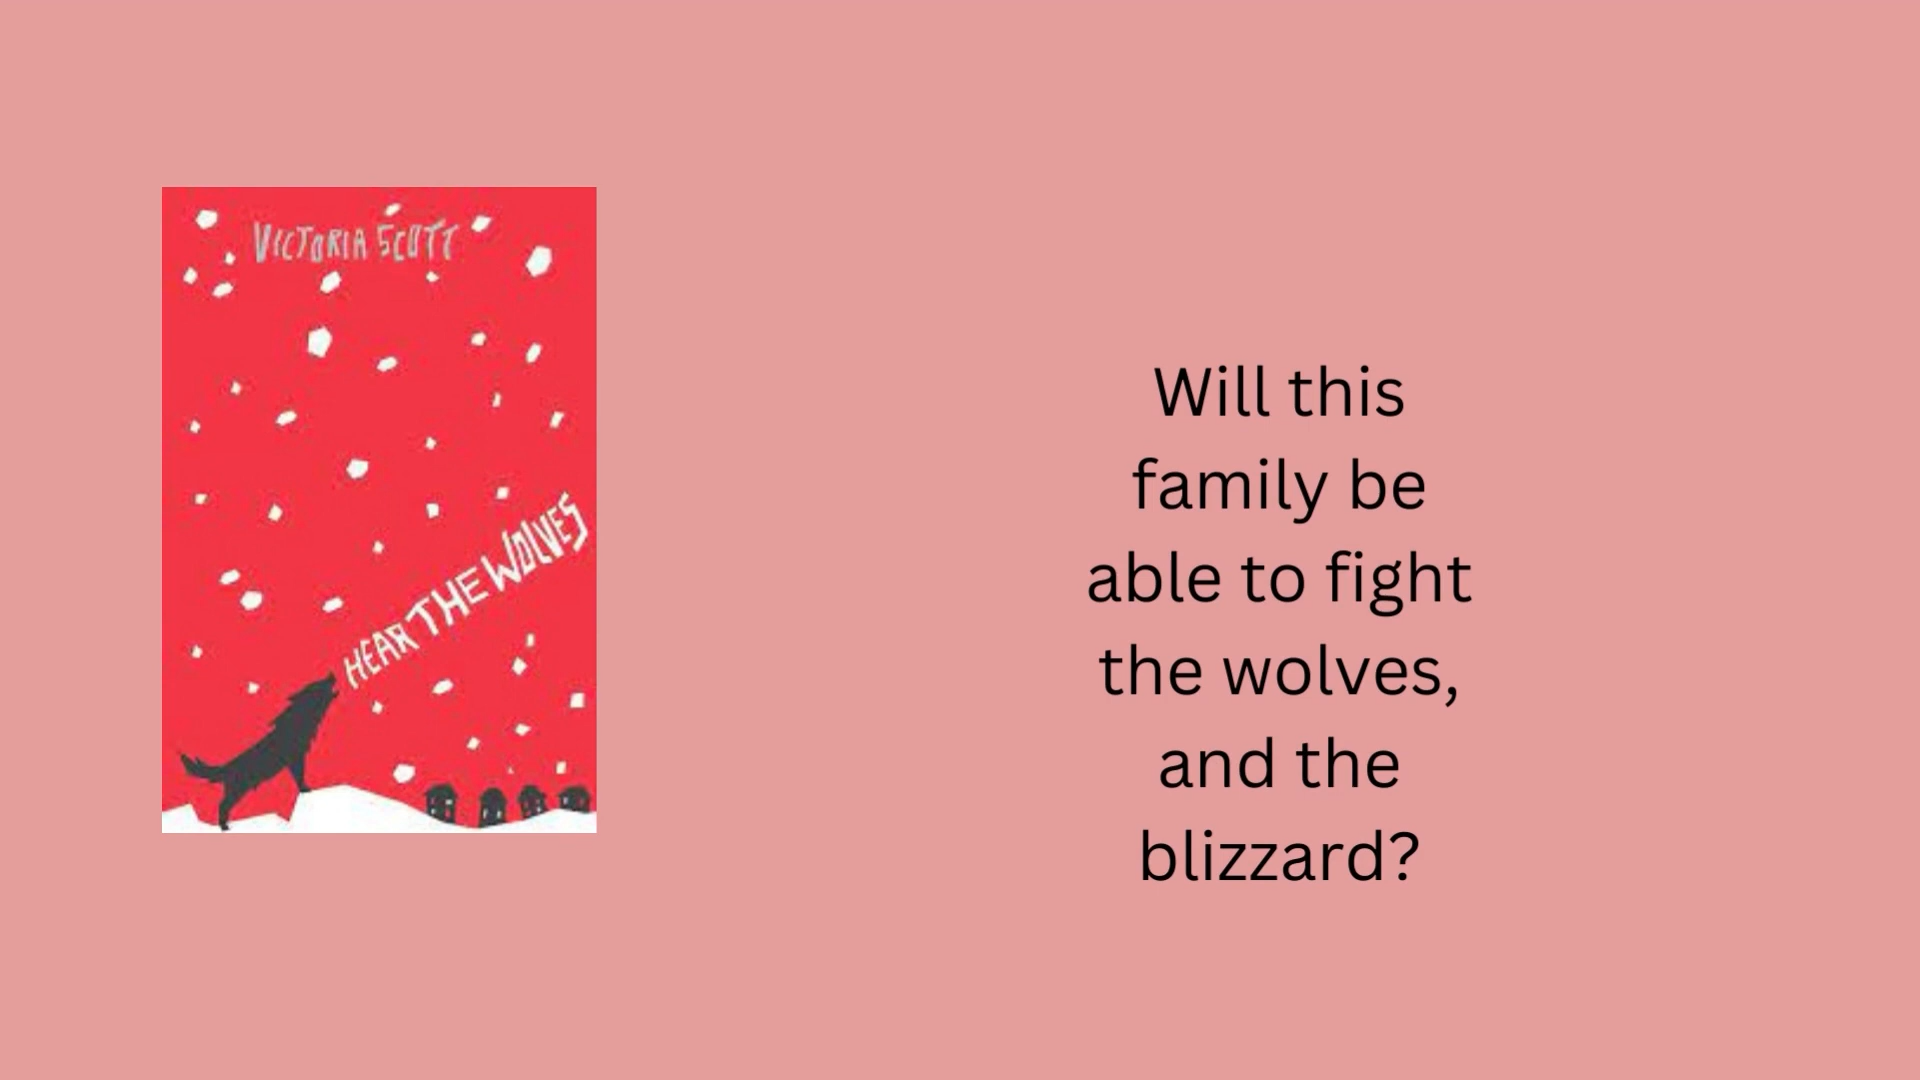 VICTORIA SCOTT
HEAR THE WOLVES
Will this
family be
able to fight
the wolves,
and the
blizzard?